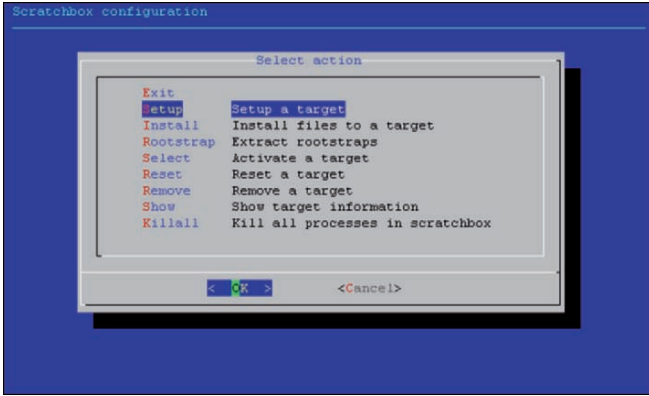 Scratchbox configuration
Select action
Exit
Setup Setup a target
Install Install files to a target
Rootstrap Extract rootstraps
Select Activate a target
Reset Reset a target
Remove Remove a target
Show Show target information
Killall Kill all processes in scratchbox
< OK > <Cancel>